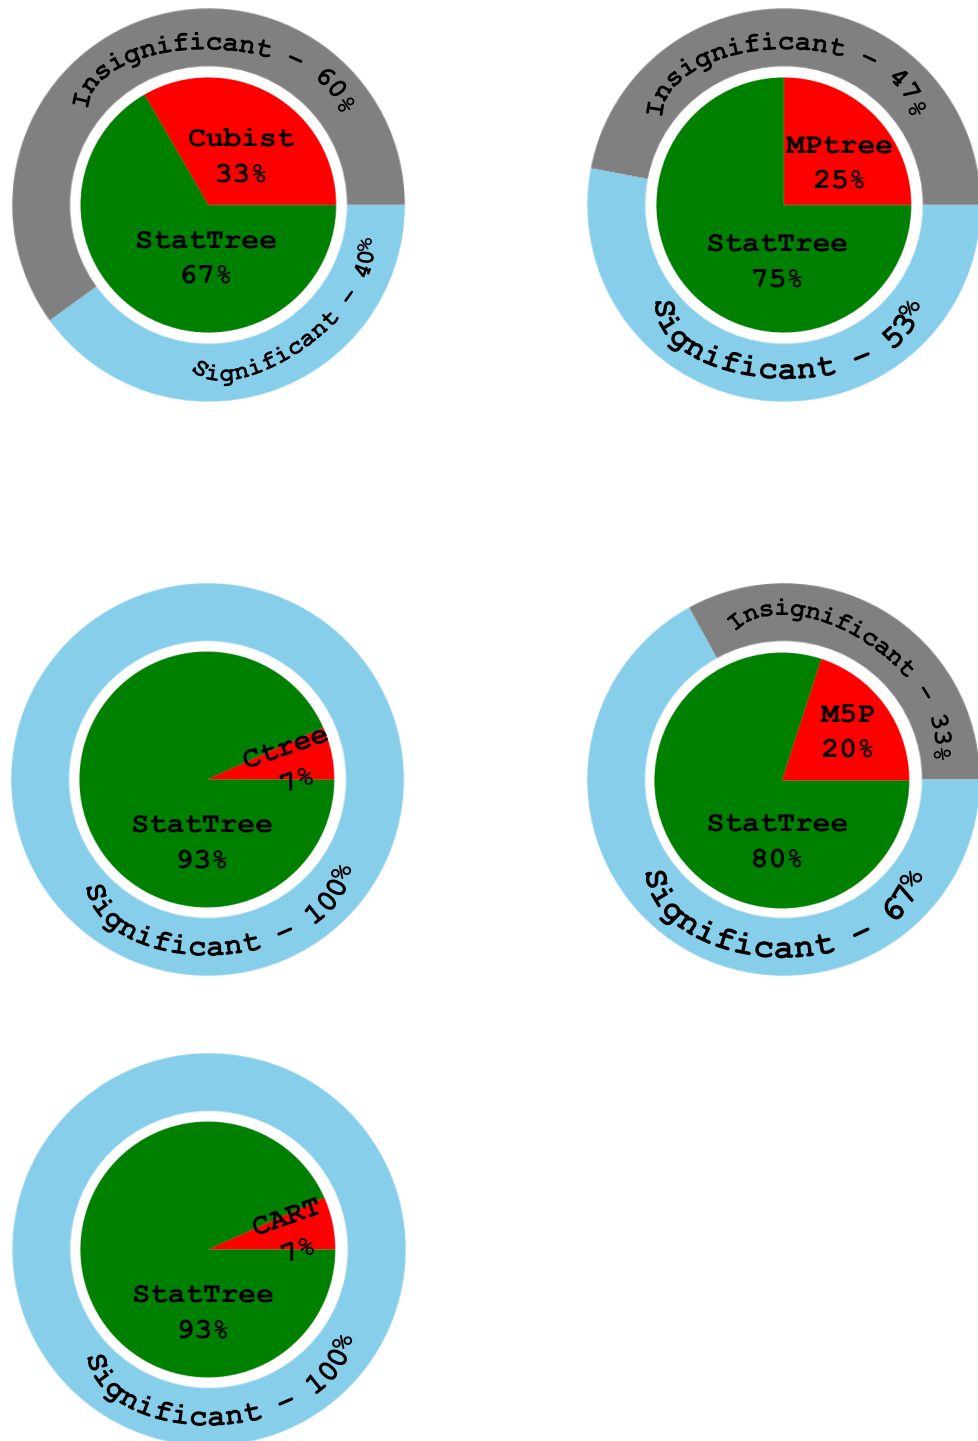 Insignificant – 60%
Cubist
33%
StatTree
67%
Significant – 40%
Insignificant – 47%
MPtree
25%
StatTree
75%
Significant – 53%
Ctree
7%
StatTree
93%
Significant – 100%
Insignificant – 33%
M5P
20%
StatTree
80%
Significant – 67%
CART
7%
StatTree
93%
Significant – 100%